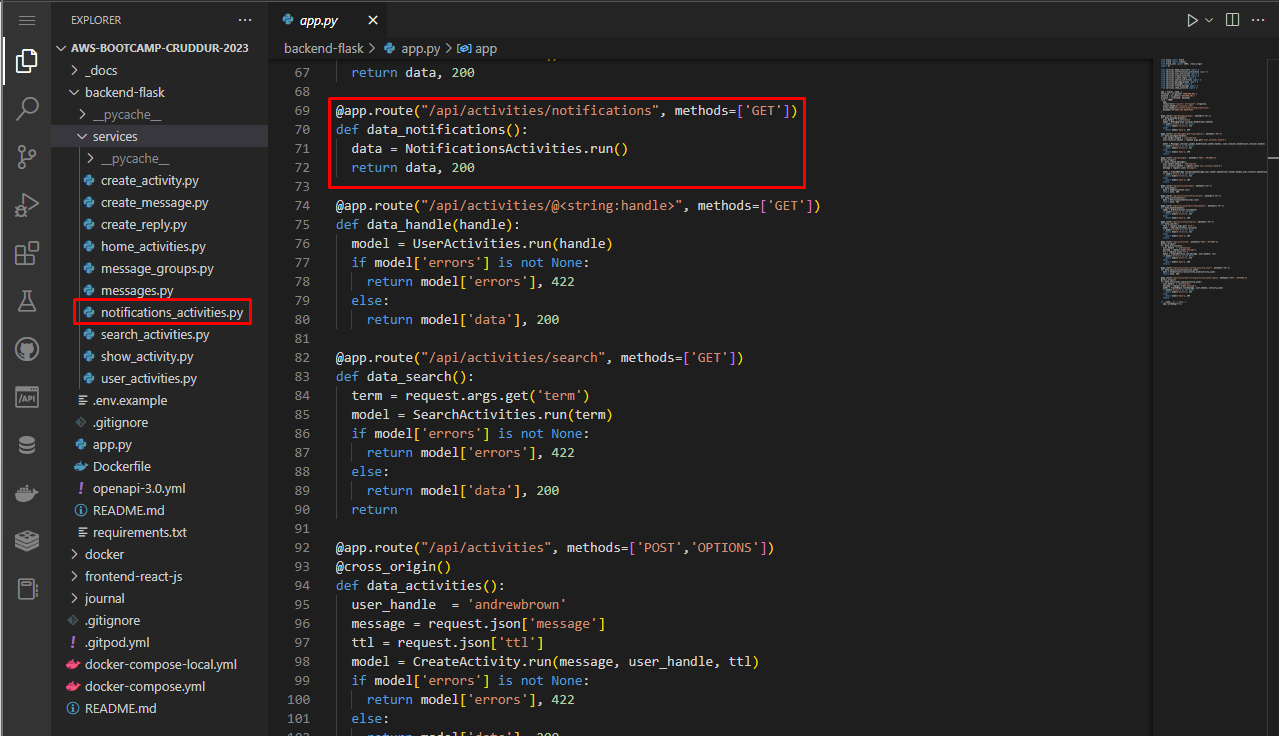 EXPLORER
AWS-BOOTCAMP-CRUDDUR-2023
_docs
backend-flask
__pycache__
services
__pycache__
create_activity.py
create_message.py
create_reply.py
home_activities.py
message_groups.py
messages.py
notifications_activities.py
search_activities.py
show_activity.py
user_activities.py
.env.example
.gitignore
app.py
Dockerfile
openapi-3.0.yml
README.md
requirements.txt
docker
frontend-react-js
journal
.gitignore
.gitpod.yml
docker-compose-local.yml
docker-compose.yml
README.md
app.py
backend-flask > app.py > app
67 return data, 200
68
69 @app.route("/api/activities/notifications", methods=['GET'])
70 def data_notifications():
71 data = NotificationsActivities.run()
72 return data, 200
73
74 @app.route("/api/activities/@<string:handle>", methods=['GET'])
75 def data_handle(handle):
76 model = UserActivities.run(handle)
77 if model['errors'] is not None:
78 return model['errors'], 422
79 else:
80 return model['data'], 200
81
82 @app.route("/api/activities/search", methods=['GET'])
83 def data_search():
84 term = request.args.get('term')
85 model = SearchActivities.run(term)
86 if model['errors'] is not None:
87 return model['errors'], 422
88 else:
89 return model['data'], 200
90 return
91
92 @app.route("/api/activities", methods=['POST','OPTIONS'])
93 @cross_origin()
94 def data_activities():
95 user_handle  = 'andrewbrown'
96 message = request.json['message']
97 ttl = request.json['ttl']
98 model = CreateActivity.run(message, user_handle, ttl)
99 if model['errors'] is not None:
100 return model['errors'], 422
101 else: